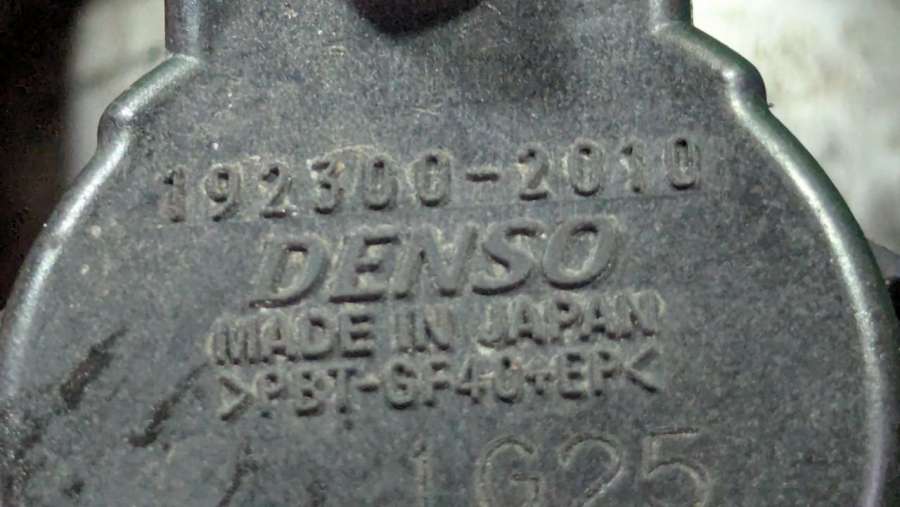 192300-2010
DENSO
MADE IN JAPAN
>PBT-GF40+EP<
1G25